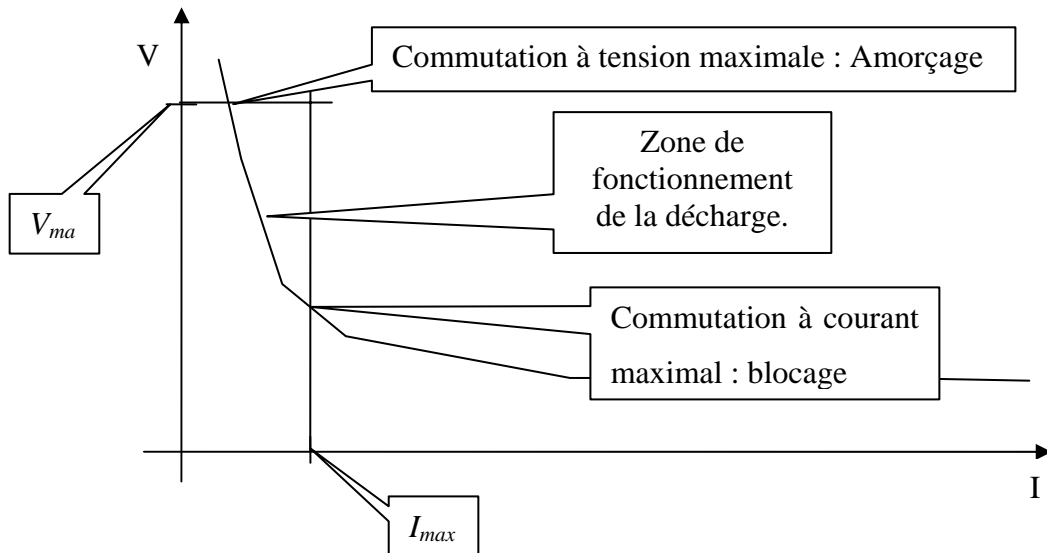 V
Commutation à tension maximale : Amorçage
Zone de
fonctionnement
de la décharge.
V_ma
Commutation à courant
maximal : blocage
I
I_max